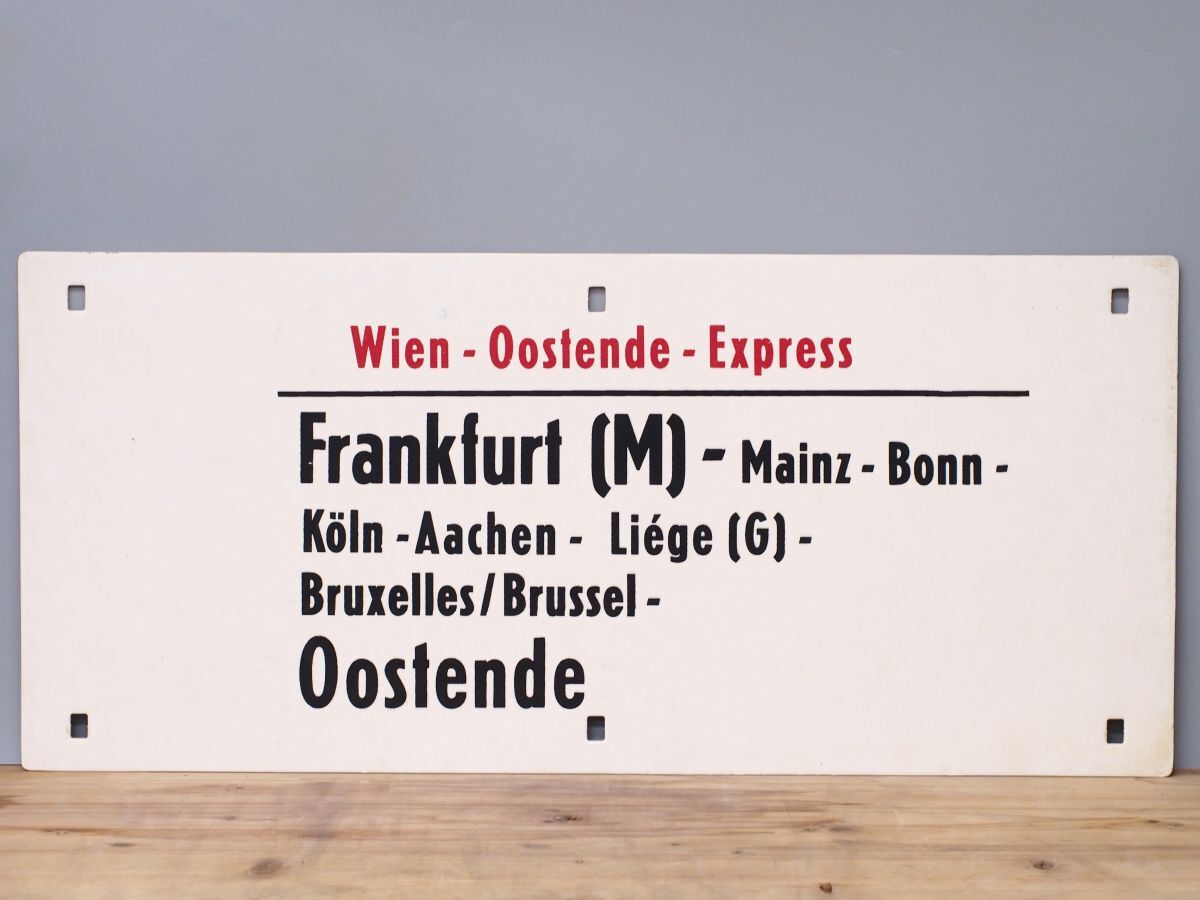 Wien - Oostende - Express
Frankfurt (M) - Mainz - Bonn -
Köln - Aachen - Liége (G) -
Bruxelles / Brussel -
Oostende